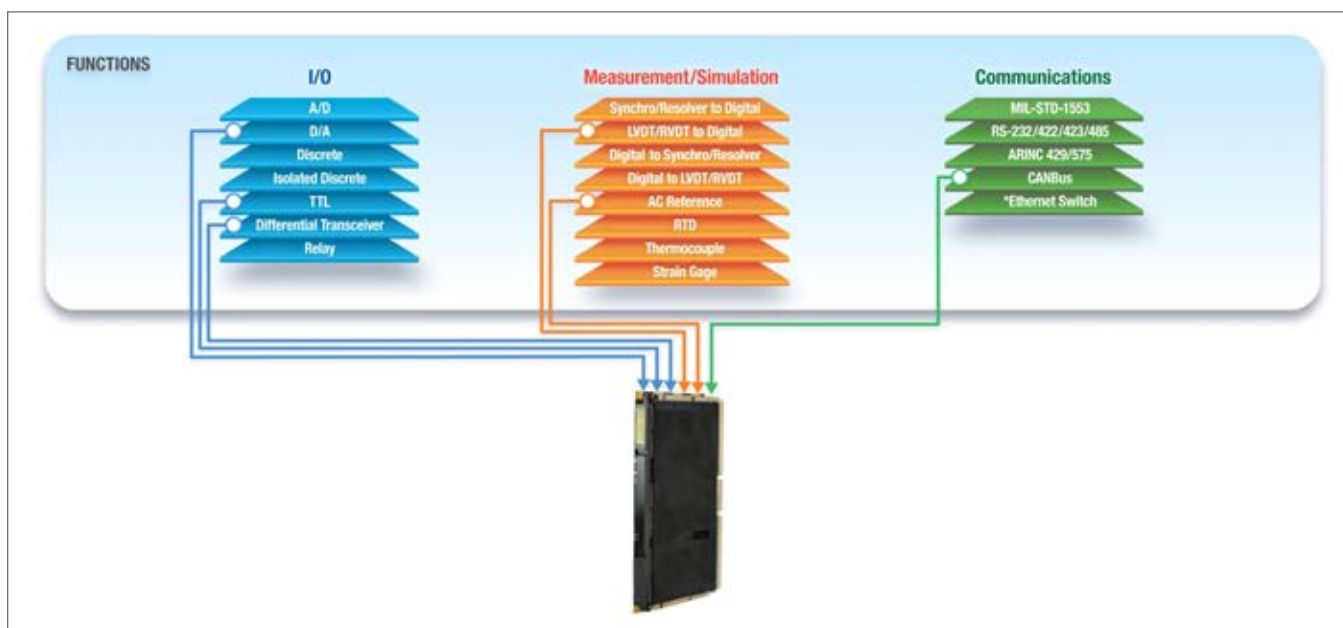 FUNCTIONS
I/O
A/D
D/A
Discrete
Isolated Discrete
TTL
Differential Transceiver
Relay
Measurement/Simulation
Synchro/Resolver to Digital
LVDT/RVDT to Digital
Digital to Synchro/Resolver
Digital to LVDT/RVDT
AC Reference
RTD
Thermocouple
Strain Gage
Communications
MIL-STD-1553
RS-232/422/423/485
ARINC 429/575
CANBus
*Ethernet Switch